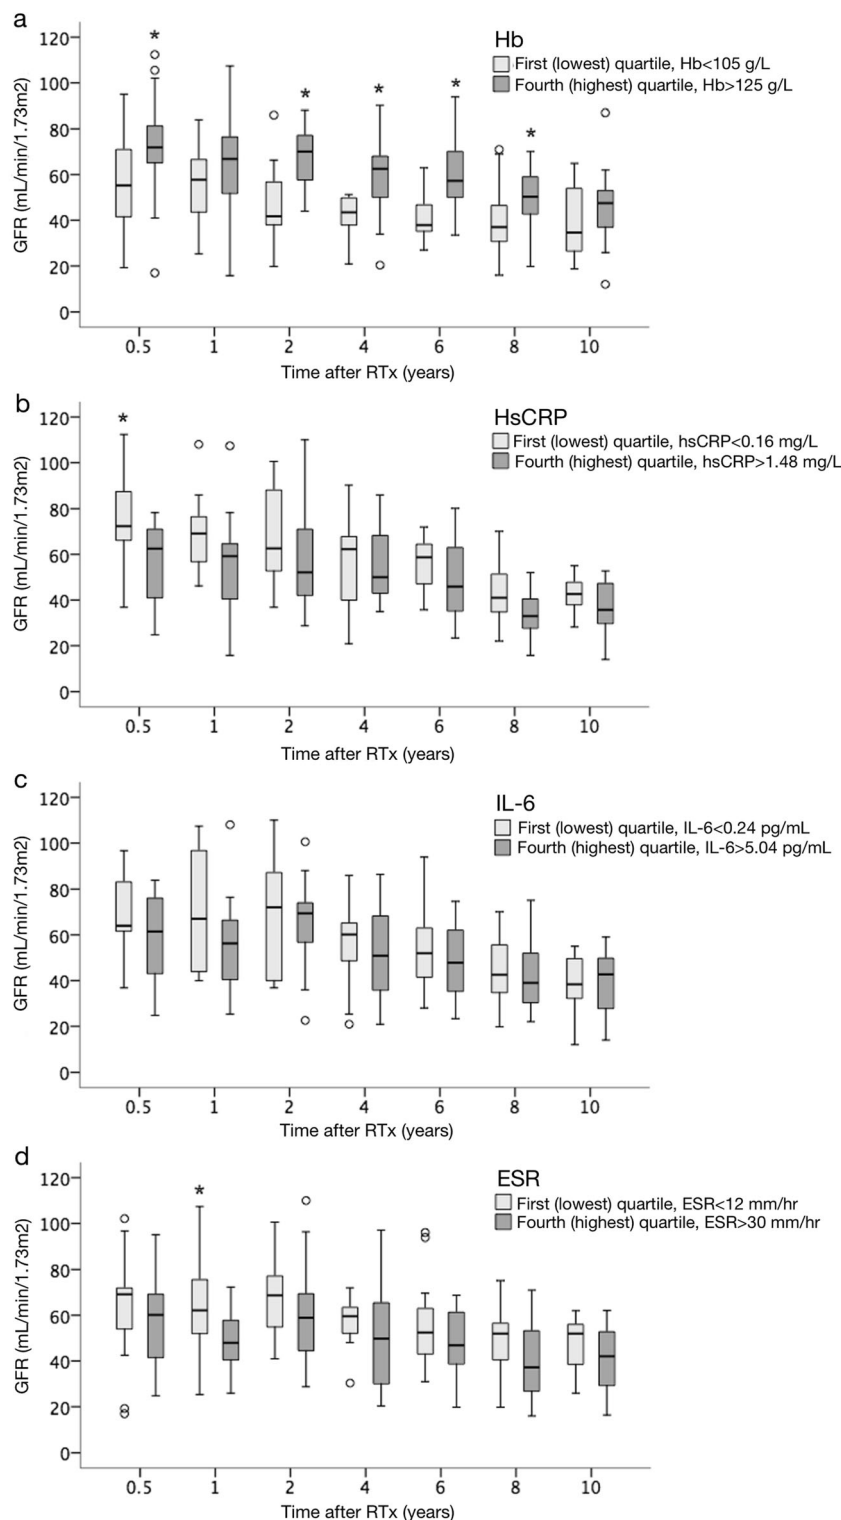 a
Hb
First (lowest) quartile, Hb<105 g/L
Fourth (highest) quartile, Hb>125 g/L
GFR (mL/min/1.73m2)
120
100
80
60
40
20
0
* * * * *
0.5 1 2 4 6 8 10
Time after RTx (years)
b
HsCRP
First (lowest) quartile, hsCRP<0.16 mg/L
Fourth (highest) quartile, hsCRP>1.48 mg/L
GFR (mL/min/1.73m2)
120
100
80
60
40
20
0
*
0.5 1 2 4 6 8 10
Time after RTx (years)
c
IL-6
First (lowest) quartile, IL-6<0.24 pg/mL
Fourth (highest) quartile, IL-6>5.04 pg/mL
GFR (mL/min/1.73m2)
120
100
80
60
40
20
0
0.5 1 2 4 6 8 10
Time after RTx (years)
d
ESR
First (lowest) quartile, ESR<12 mm/hr
Fourth (highest) quartile, ESR>30 mm/hr
GFR (mL/min/1.73m2)
120
100
80
60
40
20
0
*
0.5 1 2 4 6 8 10
Time after RTx (years)